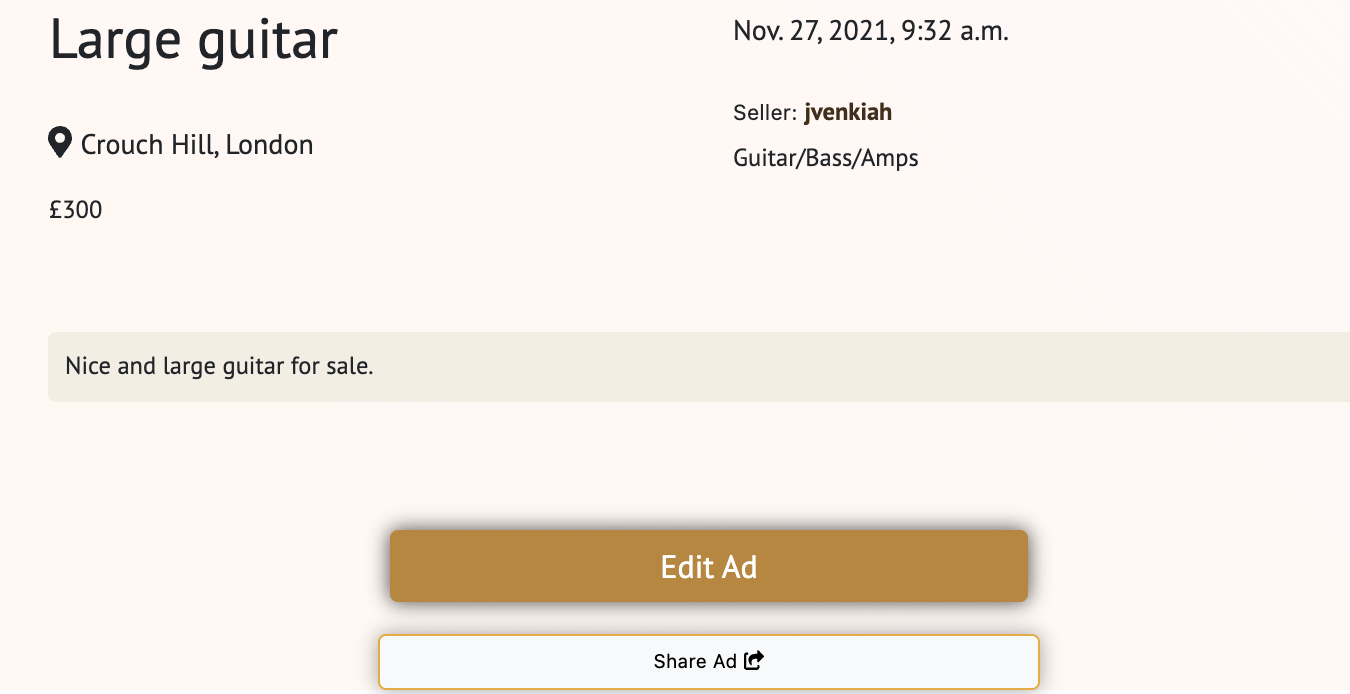 Large guitar
Nov. 27, 2021, 9:32 a.m.
Seller: jvenkiah
Crouch Hill, London
Guitar/Bass/Amps
£300
Nice and large guitar for sale.
Edit Ad
Share Ad